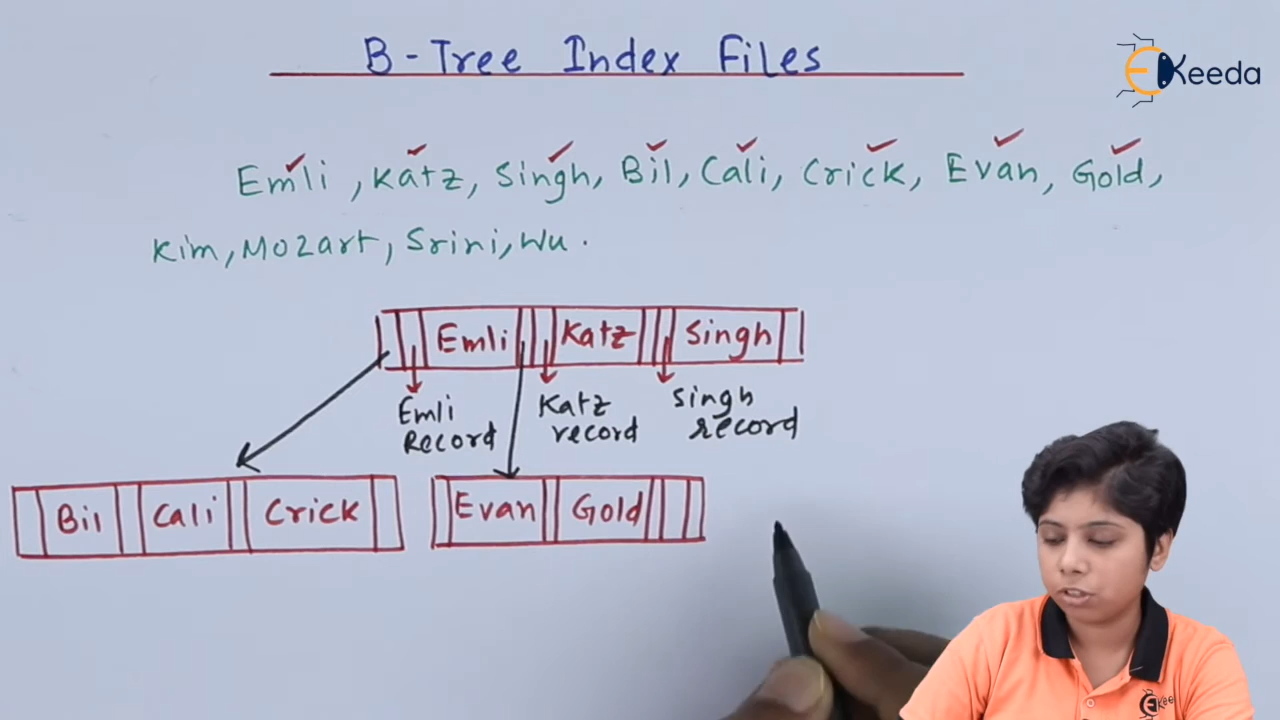 B-Tree Index Files
EKeeda
Emli, Katz, Singh, Bil, Cali, Crick, Evan, Gold,
Kim, Mozart, Srini, Wu.
Emli Katz Singh
Emli Record
Katz record
Singh record
Bil Cali Crick
Evan Gold